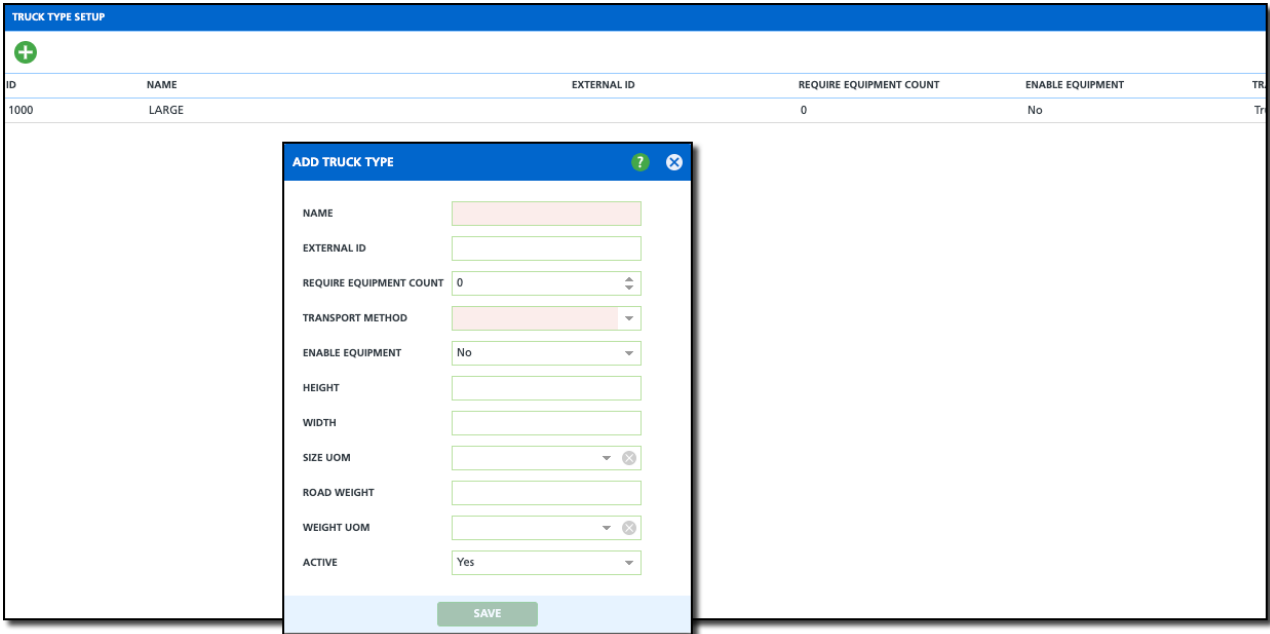 TRUCK TYPE SETUP
ID NAME EXTERNAL ID REQUIRE EQUIPMENT COUNT ENABLE EQUIPMENT
1000 LARGE 0 No
ADD TRUCK TYPE ?
NAME
EXTERNAL ID
REQUIRE EQUIPMENT COUNT 0
TRANSPORT METHOD
ENABLE EQUIPMENT No
HEIGHT
WIDTH
SIZE UOM
ROAD WEIGHT
WEIGHT UOM
ACTIVE Yes
SAVE